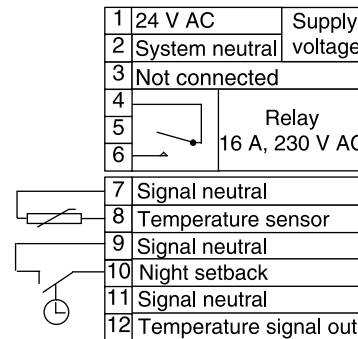 1 24 V AC Supply
2 System neutral voltage
3 Not connected
4
5 Relay
6 16 A, 230 V AC
7 Signal neutral
8 Temperature sensor
9 Signal neutral
10 Night setback
11 Signal neutral
12 Temperature signal out